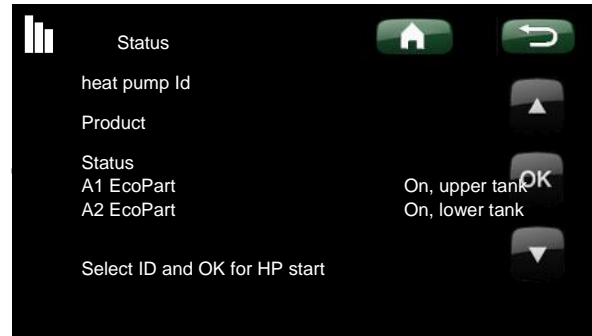 Status
heat pump Id
Product
Status
A1 EcoPart On, upper tank
OK
A2 EcoPart On, lower tank
Select ID and OK for HP start